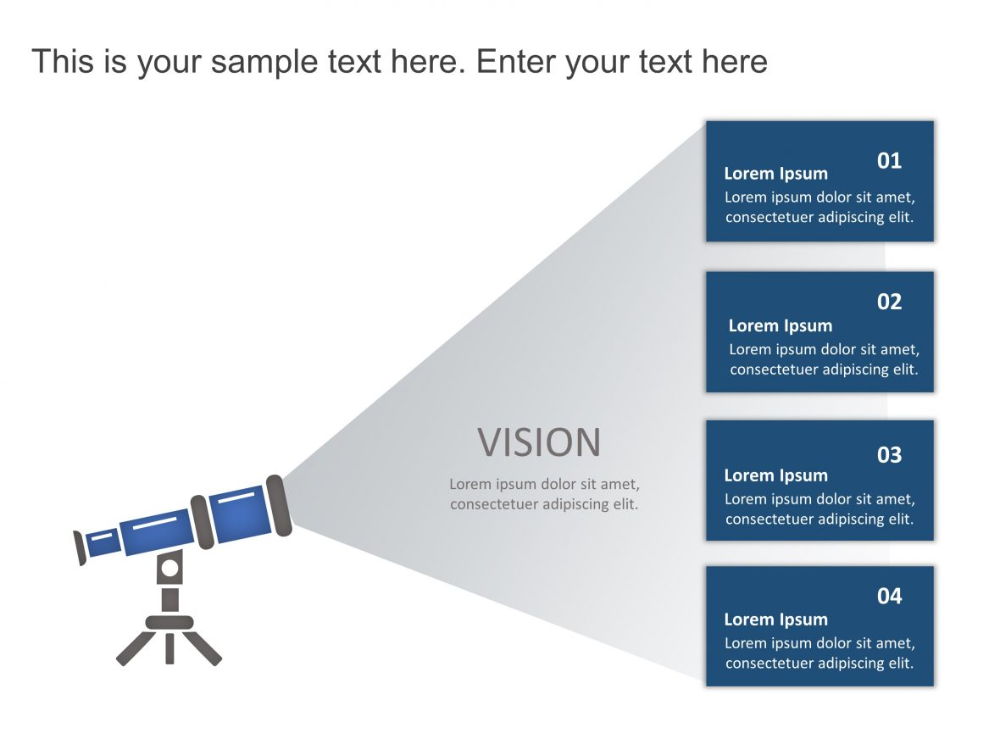 This is your sample text here. Enter your text here
01
Lorem Ipsum
Lorem ipsum dolor sit amet,
consectetuer adipiscing elit.
02
Lorem Ipsum
Lorem ipsum dolor sit amet,
consectetuer adipiscing elit.
VISION
Lorem ipsum dolor sit amet,
consectetuer adipiscing elit.
03
Lorem Ipsum
Lorem ipsum dolor sit amet,
consectetuer adipiscing elit.
04
Lorem Ipsum
Lorem ipsum dolor sit amet,
consectetuer adipiscing elit.